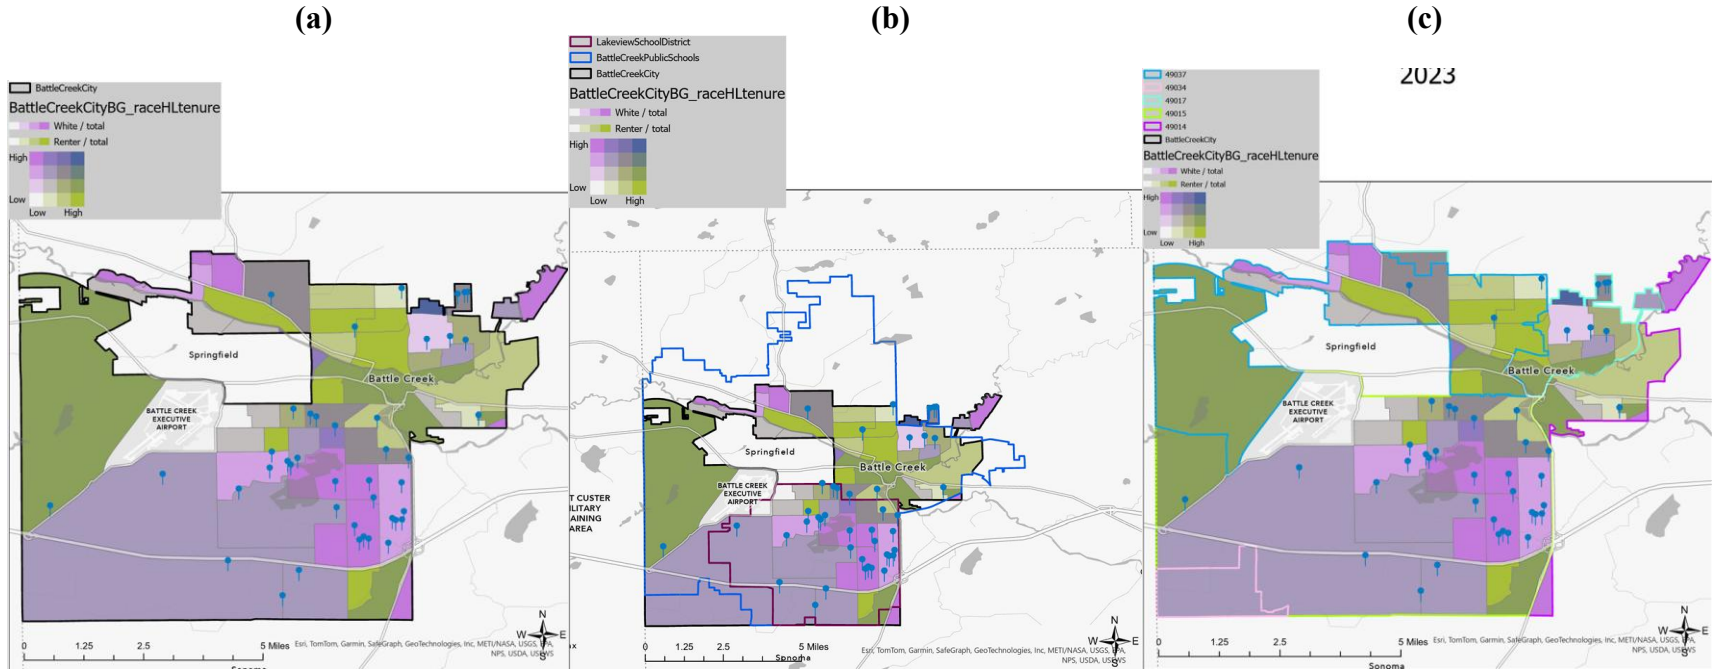 (a)
BattleCreekCity
BattleCreekCityBG_raceHLtenure
White / total
Renter / total
High
Low
Low High
Springfield
Battle Creek
BATTLE CREEK
EXECUTIVE
AIRPORT
N
W E
S
0 1.25 2.5 5 Miles
Esri, TomTom, Garmin, SafeGraph, GeoTechnologies, Inc, METI/NASA, USGS, EPA,
NPS, USDA, USFWS
Sonoma
(b)
LakeviewSchoolDistrict
BattleCreekPublicSchools
BattleCreekCity
BattleCreekCityBG_raceHLtenure
White / total
Renter / total
High
Low
Low High
Springfield
Battle Creek
BATTLE CREEK
EXECUTIVE
AIRPORT
T CUSTER
ILITARY
AINING
AREA
N
W E
S
0 1.25 2.5 5 Miles
Esri, TomTom, Garmin, SafeGraph, GeoTechnologies, Inc, METI/NASA, USGS, EPA,
NPS, USDA, USFWS
Sonoma
(c)
2023
49037
49034
49017
49015
49014
BattleCreekCity
BattleCreekCityBG_raceHLtenure
White / total
Renter / total
High
Low
Low High
Springfield
Battle Creek
BATTLE CREEK
EXECUTIVE
AIRPORT
N
W E
S
0 1.25 2.5 5 Miles
Esri, TomTom, Garmin, SafeGraph, GeoTechnologies, Inc, METI/NASA, USGS, EPA,
NPS, USDA, USFWS
Sonoma